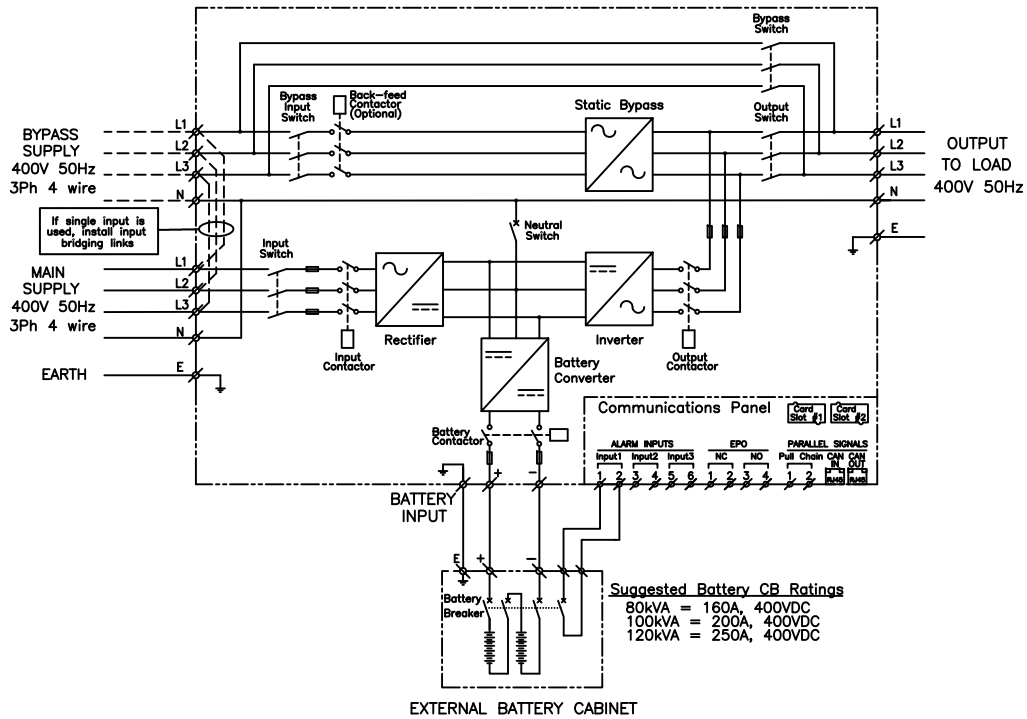 Bypass
Switch
Bypass
Input
Switch
Back-feed
Contactor
(Optional)
Static Bypass
Output
Switch
BYPASS
SUPPLY
400V 50Hz
3Ph 4 wire
L1
L2
L3
N
L1
L2
L3
N
E
OUTPUT
TO LOAD
400V 50Hz
If single input is
used, install input
bridging links
Neutral
Switch
Input
Switch
MAIN
SUPPLY
400V 50Hz
3Ph 4 wire
L1
L2
L3
N
Input
Contactor
Rectifier
Inverter
Output
Contactor
EARTH
E
Battery
Converter
Battery
Contactor
+
−
Communications Panel
Card
Slot #1
Card
Slot #2
ALARM INPUTS
EPO
PARALLEL SIGNALS
Input1 Input2 Input3
NC NO
Pull Chain
CAN
IN
CAN
OUT
1 2 3 4 5 6
1 2 3 4
1 2
RJ45 RJ45
BATTERY
INPUT
E
+
−
Battery
Breaker
Suggested Battery CB Ratings
80kVA = 160A, 400VDC
100kVA = 200A, 400VDC
120kVA = 250A, 400VDC
EXTERNAL BATTERY CABINET